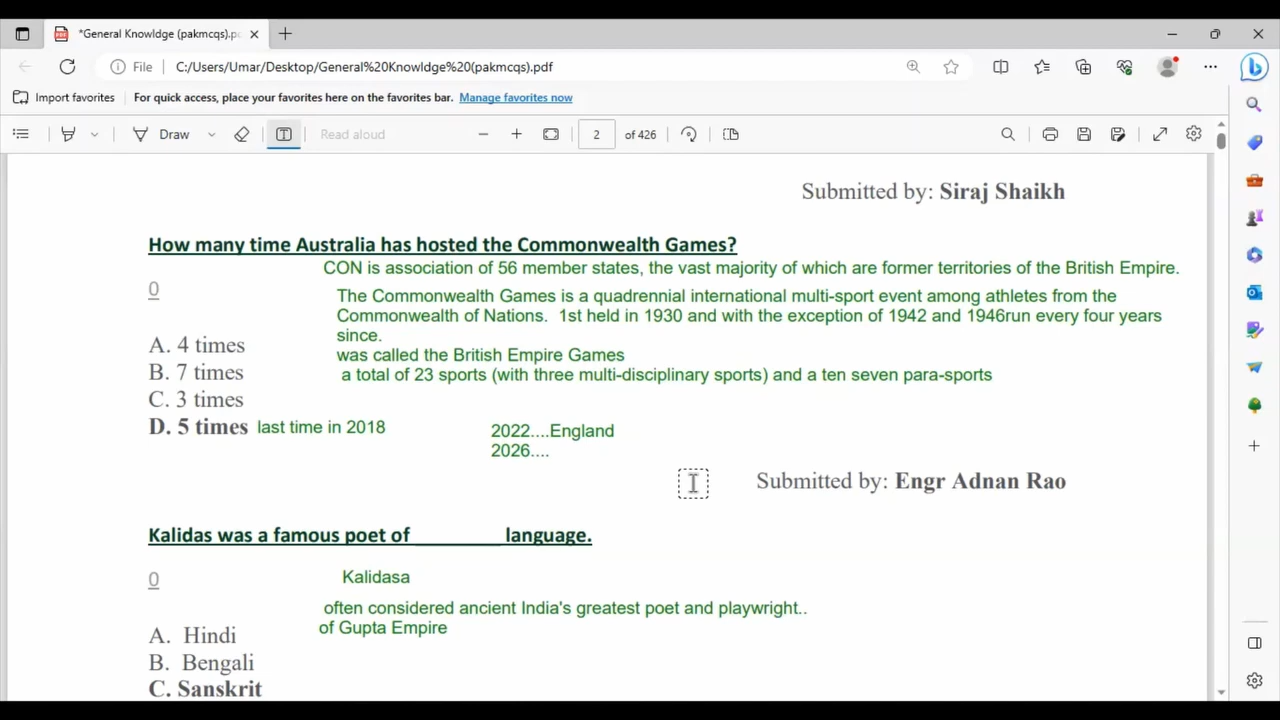 *General Knowldge (pakmcqs).pd
File
C:/Users/Umar/Desktop/General%20Knowldge%20(pakmcqs).pdf
Import favorites
For quick access, place your favorites here on the favorites bar. Manage favorites now
Draw
Read aloud
2 of 426
Submitted by: Siraj Shaikh
How many time Australia has hosted the Commonwealth Games?
CON is association of 56 member states, the vast majority of which are former territories of the British Empire.
0
The Commonwealth Games is a quadrennial international multi-sport event among athletes from the
Commonwealth of Nations. 1st held in 1930 and with the exception of 1942 and 1946run every four years
since.
A. 4 times
was called the British Empire Games
B. 7 times
a total of 23 sports (with three multi-disciplinary sports) and a ten seven para-sports
C. 3 times
D. 5 times last time in 2018
2022....England
2026....
Submitted by: Engr Adnan Rao
Kalidas was a famous poet of ________ language.
0
Kalidasa
often considered ancient India's greatest poet and playwright..
of Gupta Empire
A. Hindi
B. Bengali
C. Sanskrit